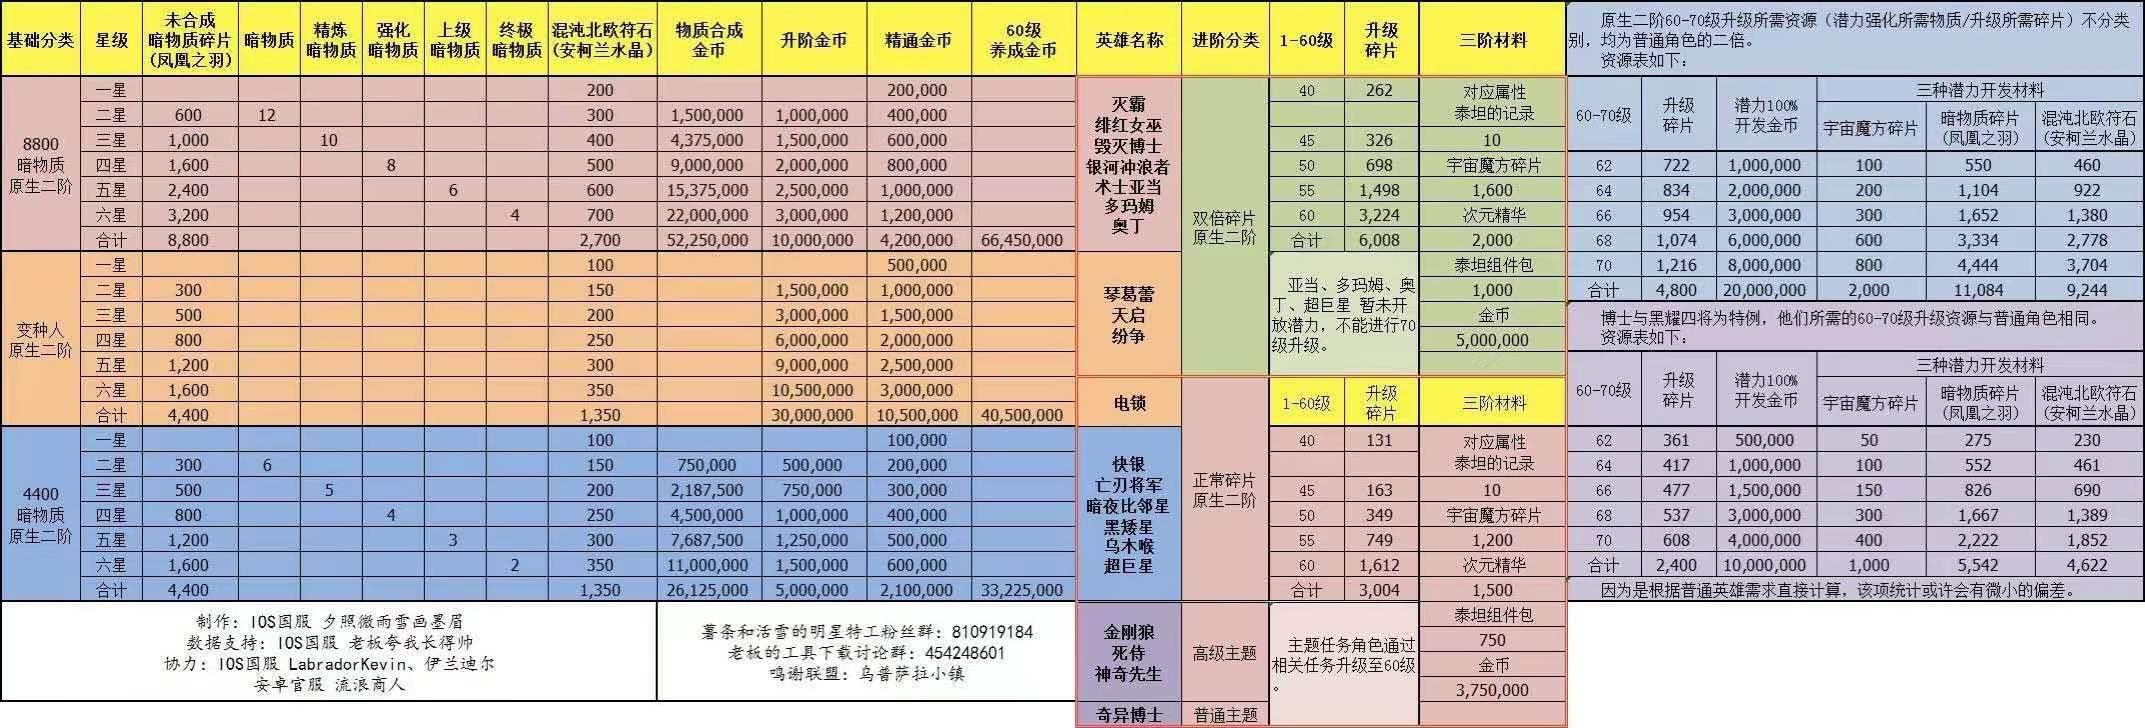 基础分类 星级 未合成 暗物质碎片 (凤凰之羽) 暗物质 精炼 暗物质 强化 暗物质 上级 暗物质 终极 暗物质 混沌北欧符石 (安柯兰水晶) 物质合成 金币 升阶金币 精通金币 60级 养成金币
8800 暗物质 原生二阶
一星 200 200,000
二星 600 12 300 1,500,000 1,000,000 400,000
三星 1,000 10 400 4,375,000 1,500,000 600,000
四星 1,600 8 500 9,000,000 2,000,000 800,000
五星 2,400 6 600 15,375,000 2,500,000 1,000,000
六星 3,200 4 700 22,000,000 3,000,000 1,200,000
合计 8,800 2,700 52,250,000 10,000,000 4,200,000 66,450,000
变种人 原生二阶
一星 100 500,000
二星 300 150 1,500,000 1,000,000
三星 500 200 3,000,000 1,500,000
四星 800 250 6,000,000 2,000,000
五星 1,200 300 9,000,000 2,500,000
六星 1,600 350 10,500,000 3,000,000
合计 4,400 1,350 30,000,000 10,500,000 40,500,000
4400 暗物质 原生二阶
一星 100 100,000
二星 300 6 150 750,000 500,000 200,000
三星 500 5 200 2,187,500 750,000 300,000
四星 800 4 250 4,500,000 1,000,000 400,000
五星 1,200 3 300 7,687,500 1,250,000 500,000
六星 1,600 2 350 11,000,000 1,500,000 600,000
合计 4,400 1,350 26,125,000 5,000,000 2,100,000 33,225,000
制作：IOS国服 夕照微雨雪画墨眉
数据支持：IOS国服 老板夸我长得帅
协力：IOS国服 LabradorKevin、伊兰迪尔
安卓官服 流浪商人
薯条和活雪的明星特工粉丝群：810919184
老板的工具下载讨论群：454248601
鸣谢联盟：乌普萨拉小镇
英雄名称 进阶分类 1-60级 升级 碎片 三阶材料
灭霸
绯红女巫
毁灭博士
银河冲浪者
术士亚当
多玛姆
奥丁
琴葛蕾
天启
纷争
双倍碎片
原生二阶
40 262
45 326
50 698
55 1,498
60 3,224
合计 6,008
对应属性
泰坦的记录
10
宇宙魔方碎片
1,600
次元精华
2,000
泰坦组件包
1,000
金币
5,000,000
亚当、多玛姆、奥
丁、超巨星 暂未开
放潜力，不能进行70
级升级。
电锁
快银
亡刃将军
暗夜比邻星
黑矮星
乌木喉
超巨星
正常碎片
原生二阶
1-60级 升级 碎片 三阶材料
40 131
45 163
50 349
55 749
60 1,612
合计 3,004
对应属性
泰坦的记录
10
宇宙魔方碎片
1,200
次元精华
1,500
泰坦组件包
750
金币
3,750,000
金刚狼
死侍
神奇先生
高级主题
奇异博士 普通主题
主题任务角色通过
相关任务升级至60级
。
原生二阶60-70级升级所需资源（潜力强化所需物质/升级所需碎片）不分类
别，均为普通角色的二倍。
资源表如下：
60-70级 升级 碎片 潜力100% 开发金币 三种潜力开发材料
宇宙魔方碎片 暗物质碎片 (凤凰之羽) 混沌北欧符石 (安柯兰水晶)
62 722 1,000,000 100 550 460
64 834 2,000,000 200 1,104 922
66 954 3,000,000 300 1,652 1,380
68 1,074 6,000,000 600 3,334 2,778
70 1,216 8,000,000 800 4,444 3,704
合计 4,800 20,000,000 2,000 11,084 9,244
博士与黑耀四将为特例，他们所需的60-70级升级资源与普通角色相同。
资源表如下：
60-70级 升级 碎片 潜力100% 开发金币 三种潜力开发材料
宇宙魔方碎片 暗物质碎片 (凤凰之羽) 混沌北欧符石 (安柯兰水晶)
62 361 500,000 50 275 230
64 417 1,000,000 100 552 461
66 477 1,500,000 150 826 690
68 537 3,000,000 300 1,667 1,389
70 608 4,000,000 400 2,222 1,852
合计 2,400 10,000,000 1,000 5,542 4,622
因为是根据普通英雄需求直接计算，该项统计或许会有微小的偏差。